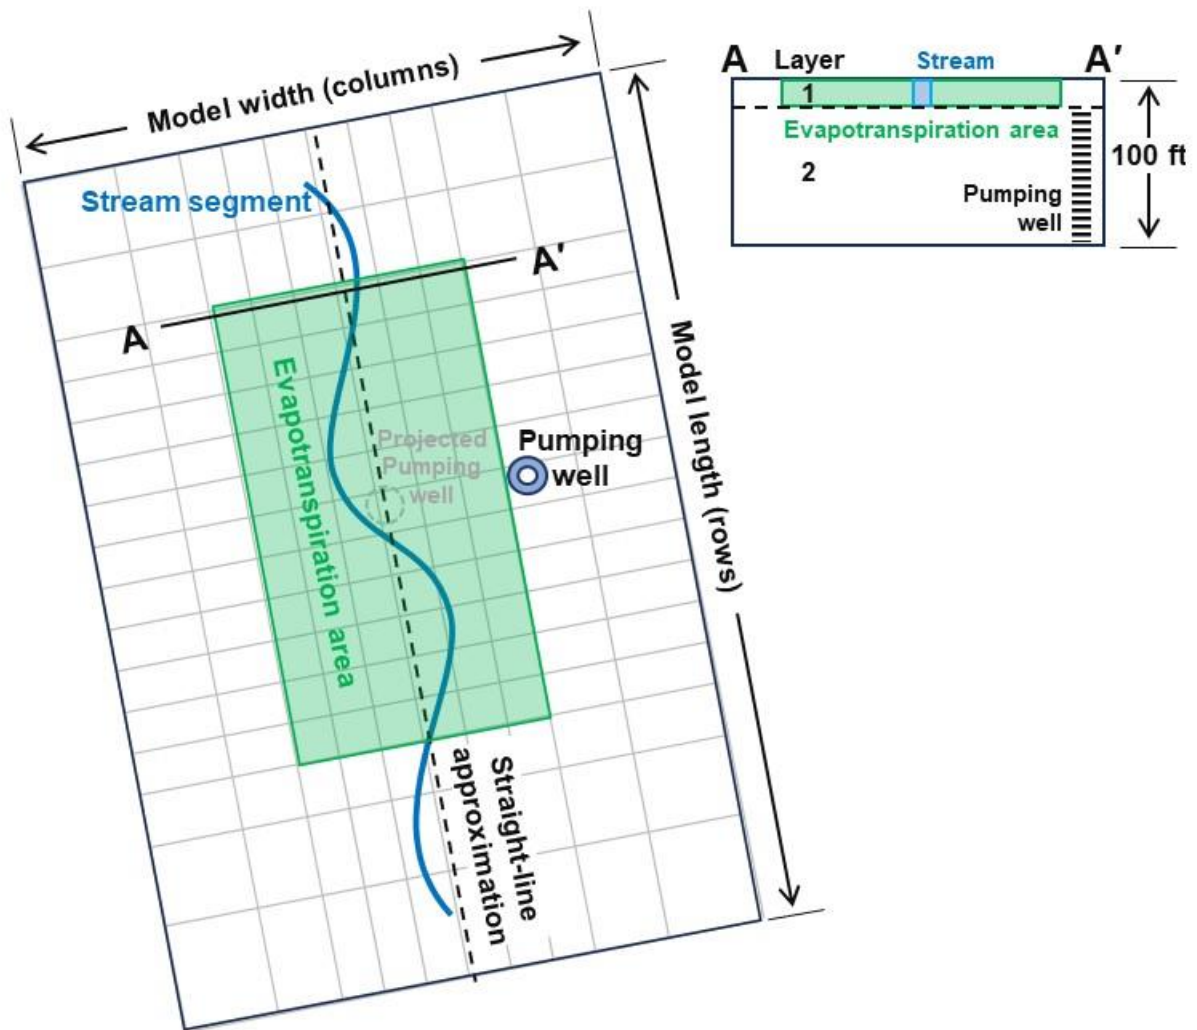 Model width (columns)
A
Layer
Stream
A′
1
Evapotranspiration area
100 ft
2
Pumping
well
Stream segment
A
A′
Evapotranspiration area
Projected
Pumping
well
Pumping
well
Model length (rows)
Straight-line
approximation